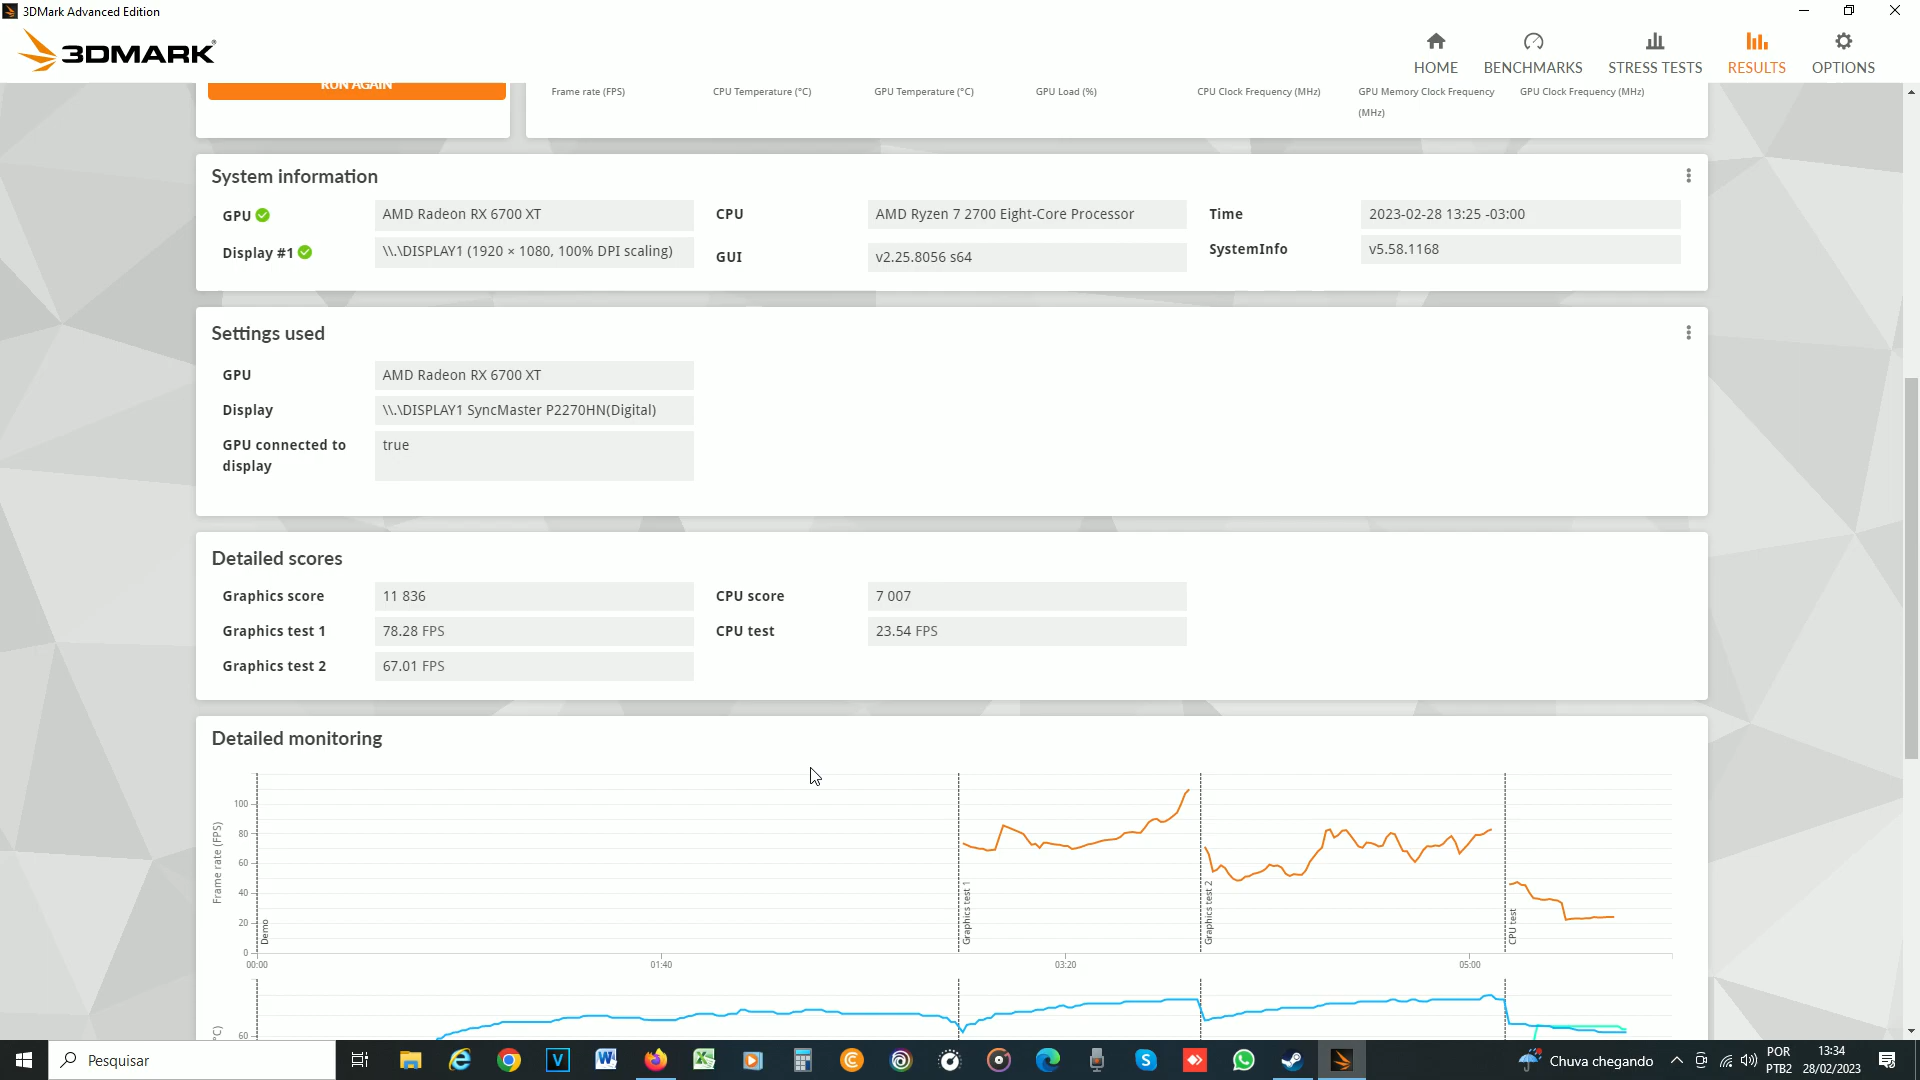 3DMark Advanced Edition
3DMARK
HOME
BENCHMARKS
STRESS TESTS
RESULTS
OPTIONS
RUN AGAIN
Frame rate (FPS)
CPU Temperature (°C)
GPU Temperature (°C)
GPU Load (%)
CPU Clock Frequency (MHz)
GPU Memory Clock Frequency
(MHz)
GPU Clock Frequency (MHz)
System information
GPU
AMD Radeon RX 6700 XT
CPU
AMD Ryzen 7 2700 Eight-Core Processor
Time
2023-02-28 13:25 -03:00
Display #1
\\.\DISPLAY1 (1920 × 1080, 100% DPI scaling)
GUI
v2.25.8056 s64
SystemInfo
v5.58.1168
Settings used
GPU
AMD Radeon RX 6700 XT
Display
\\.\DISPLAY1 SyncMaster P2270HN(Digital)
GPU connected to
display
true
Detailed scores
Graphics score
11 836
CPU score
7 007
Graphics test 1
78.28 FPS
CPU test
23.54 FPS
Graphics test 2
67.01 FPS
Detailed monitoring
Frame rate (FPS)
100
80
60
40
20
0
Demo
Graphics test 1
Graphics test 2
CPU test
00:00
01:40
03:20
05:00
60
°C)
Pesquisar
Chuva chegando
POR
PTB2
13:34
28/02/2023